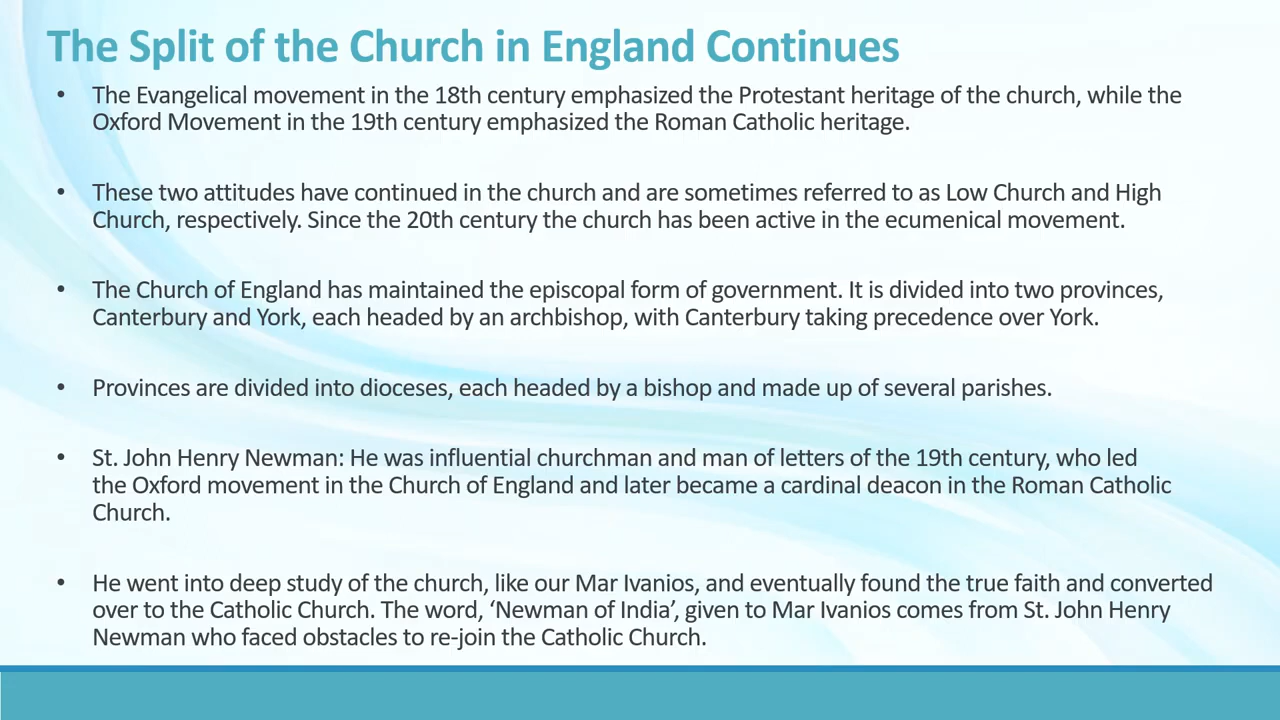 The Split of the Church in England Continues
• The Evangelical movement in the 18th century emphasized the Protestant heritage of the church, while the
Oxford Movement in the 19th century emphasized the Roman Catholic heritage.
• These two attitudes have continued in the church and are sometimes referred to as Low Church and High
Church, respectively. Since the 20th century the church has been active in the ecumenical movement.
• The Church of England has maintained the episcopal form of government. It is divided into two provinces,
Canterbury and York, each headed by an archbishop, with Canterbury taking precedence over York.
• Provinces are divided into dioceses, each headed by a bishop and made up of several parishes.
• St. John Henry Newman: He was influential churchman and man of letters of the 19th century, who led
the Oxford movement in the Church of England and later became a cardinal deacon in the Roman Catholic
Church.
• He went into deep study of the church, like our Mar Ivanios, and eventually found the true faith and converted
over to the Catholic Church. The word, ‘Newman of India’, given to Mar Ivanios comes from St. John Henry
Newman who faced obstacles to re-join the Catholic Church.